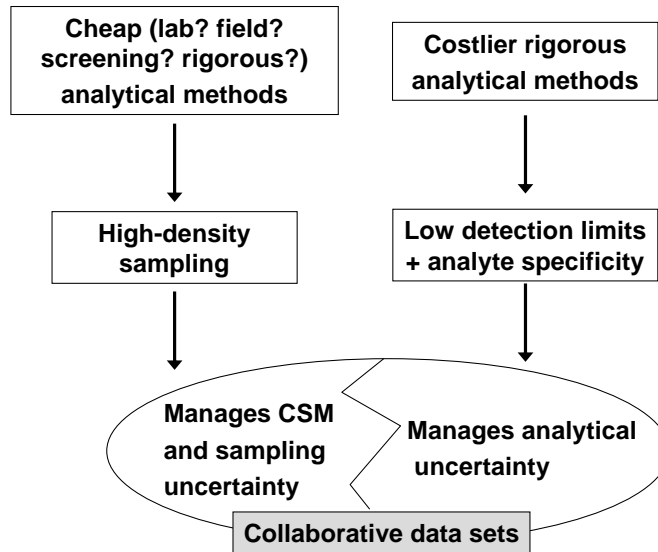 Cheap (lab? field?
screening? rigorous?)
analytical methods
Costlier rigorous
analytical methods
High-density
sampling
Low detection limits
+ analyte specificity
Manages CSM
and sampling
uncertainty
Manages analytical
uncertainty
Collaborative data sets